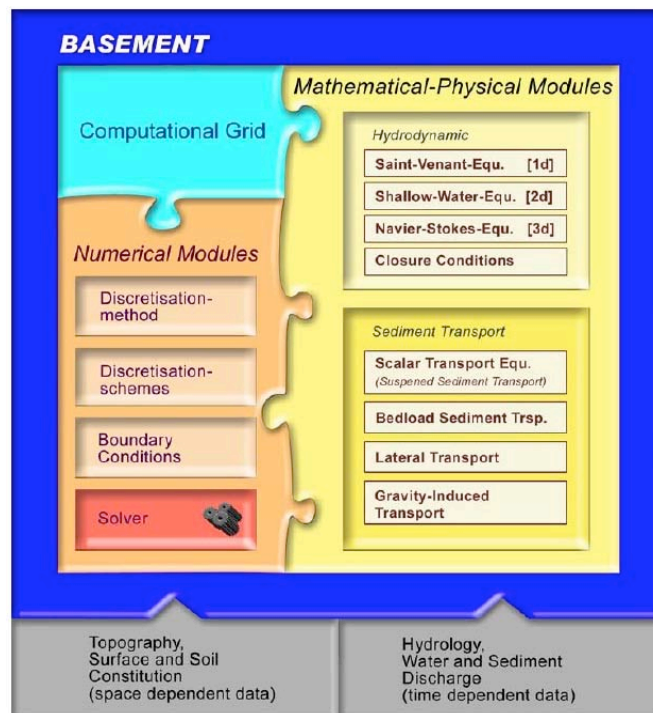 BASEMENT
Computational Grid
Numerical Modules
Discretisation-
method
Discretisation-
schemes
Boundary
Conditions
Solver
Mathematical-Physical Modules
Hydrodynamic
Saint-Venant-Equ. [1d]
Shallow-Water-Equ. [2d]
Navier-Stokes-Equ. [3d]
Closure Conditions
Sediment Transport
Scalar Transport Equ.
(Suspened Sediment Transport)
Bedload Sediment Trsp.
Lateral Transport
Gravity-Induced
Transport
Topography,
Surface and Soil
Constitution
(space dependent data)
Hydrology,
Water and Sediment
Discharge
(time dependent data)